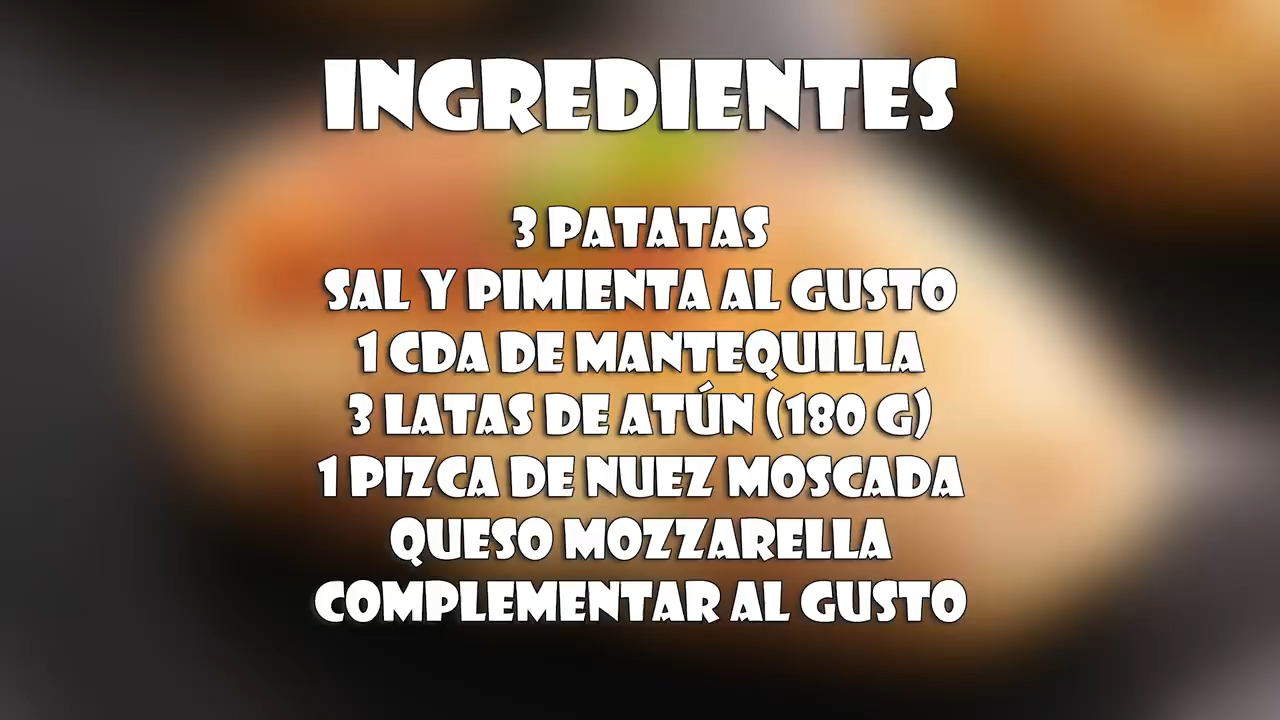 INGREDIENTES
3 PATATAS
SAL Y PIMIENTA AL GUSTO
1 CDA DE MANTEQUILLA
3 LATAS DE ATÚN (180 G)
1 PIZCA DE NUEZ MOSCADA
QUESO MOZZARELLA
COMPLEMENTAR AL GUSTO